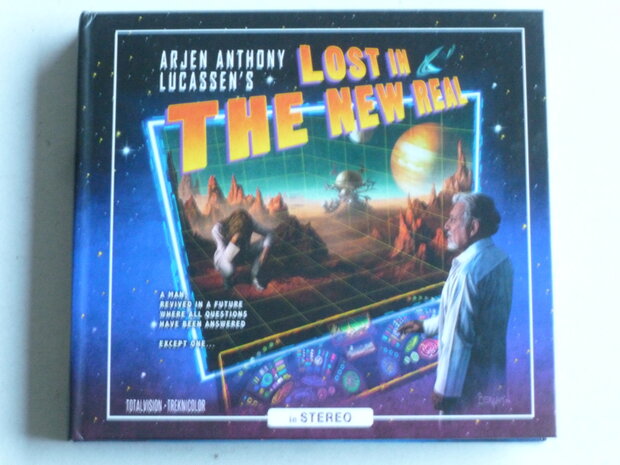 ARJEN ANTHONY
LUCASSEN'S
LOST IN
THE NEW REAL
A MAN,
REVIVED IN A FUTURE
WHERE ALL QUESTIONS
HAVE BEEN ANSWERED
EXCEPT ONE...
TOTALVISION • TREKNICOLOR
in STEREO